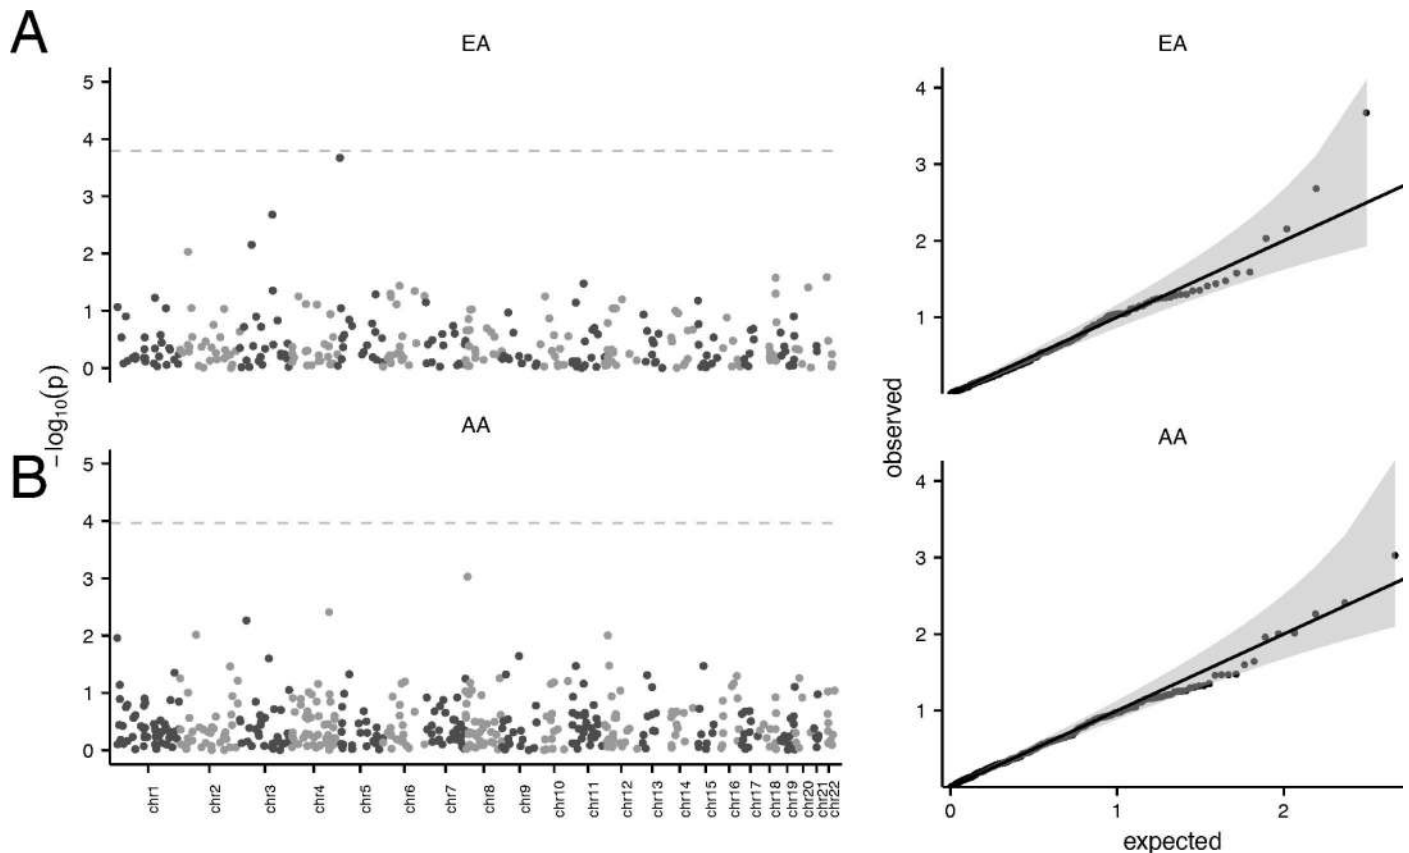 A
EA
5
4
3
2
1
0
−log₁₀(p)
B
AA
5
4
3
2
1
0
chr1
chr2
chr3
chr4
chr5
chr6
chr7
chr8
chr9
chr10
chr11
chr12
chr13
chr14
chr15
chr16
chr17
chr18
chr19
chr20
chr21
chr22
EA
4
3
2
1
observed
AA
4
3
2
1
0
1
2
expected